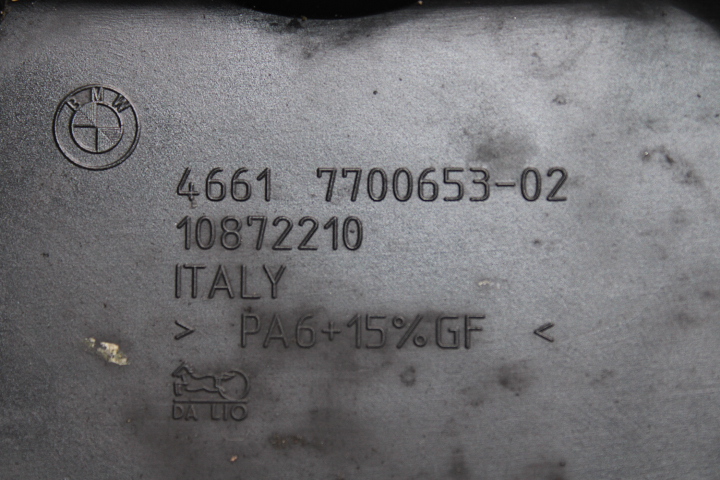 BMW
4661 7700653-02
10872210
ITALY
> PA6+15%GF <
DA LIO